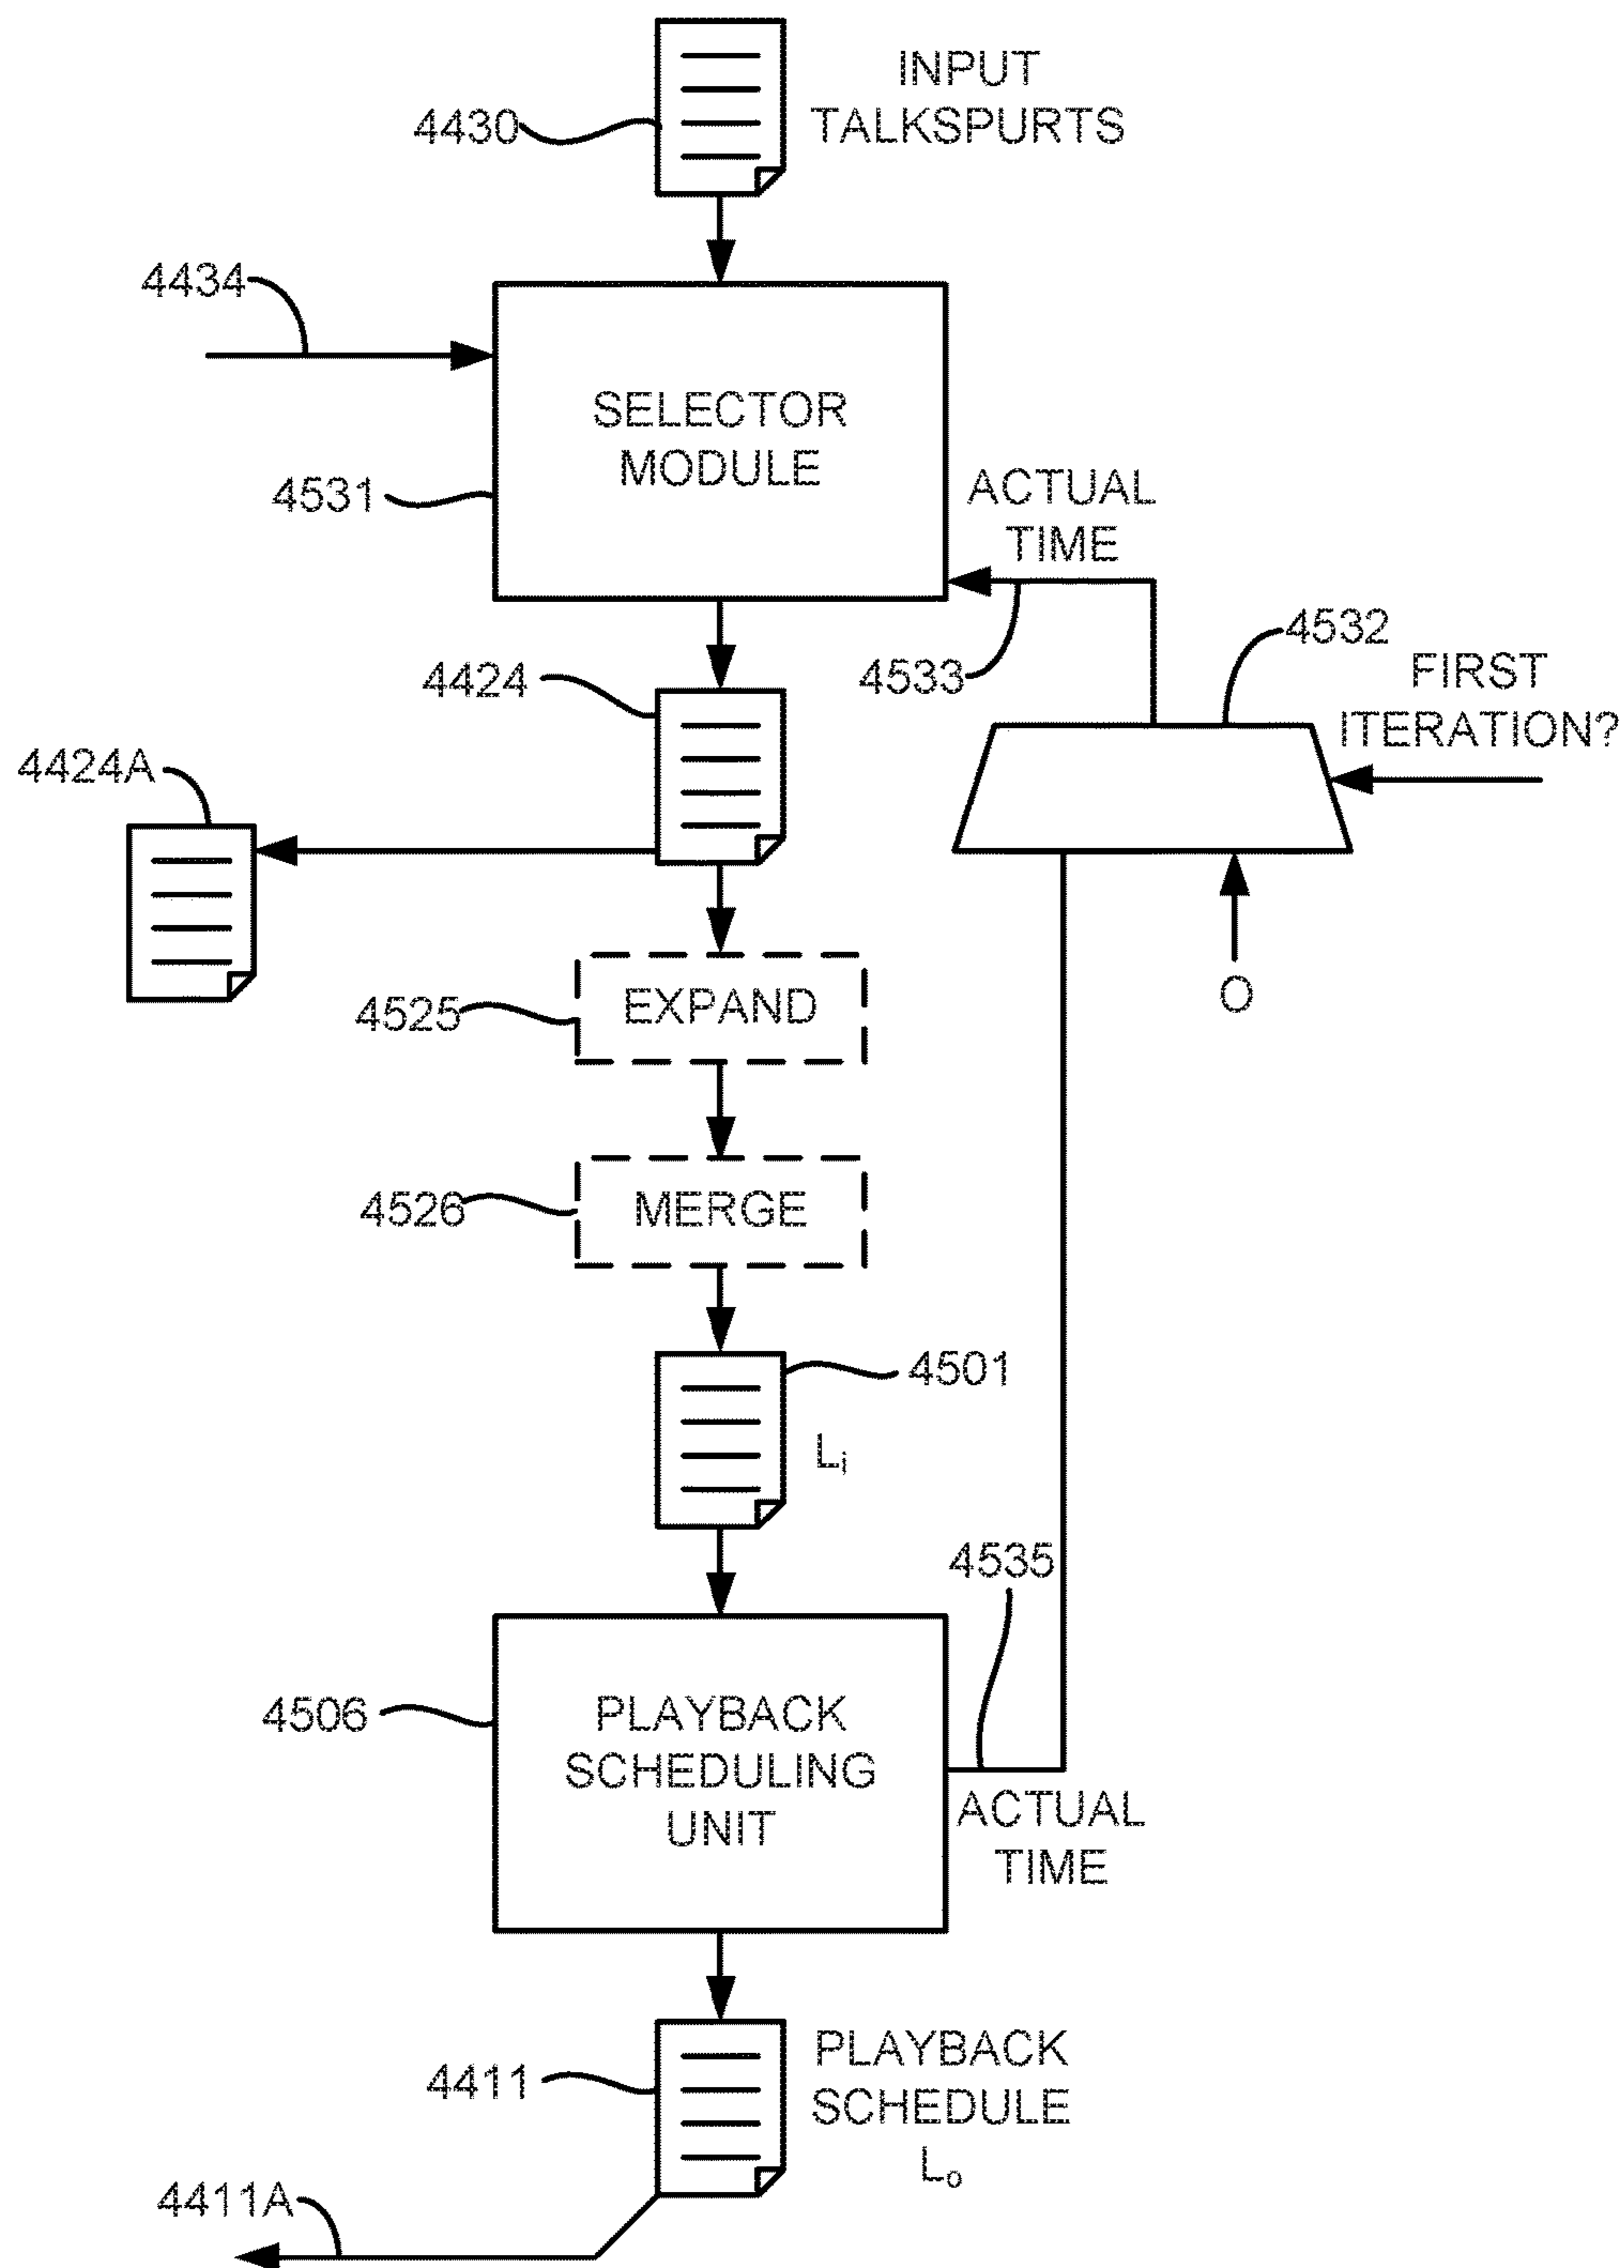 INPUT
TALKSPURTS
4430
4434
SELECTOR
MODULE
4531
ACTUAL
TIME
4533
4532
FIRST
ITERATION?
4424
4424A
O
EXPAND
4525
MERGE
4526
4501
Li
4535
4506
PLAYBACK
SCHEDULING
UNIT
ACTUAL
TIME
4411
PLAYBACK
SCHEDULE
Lo
4411A